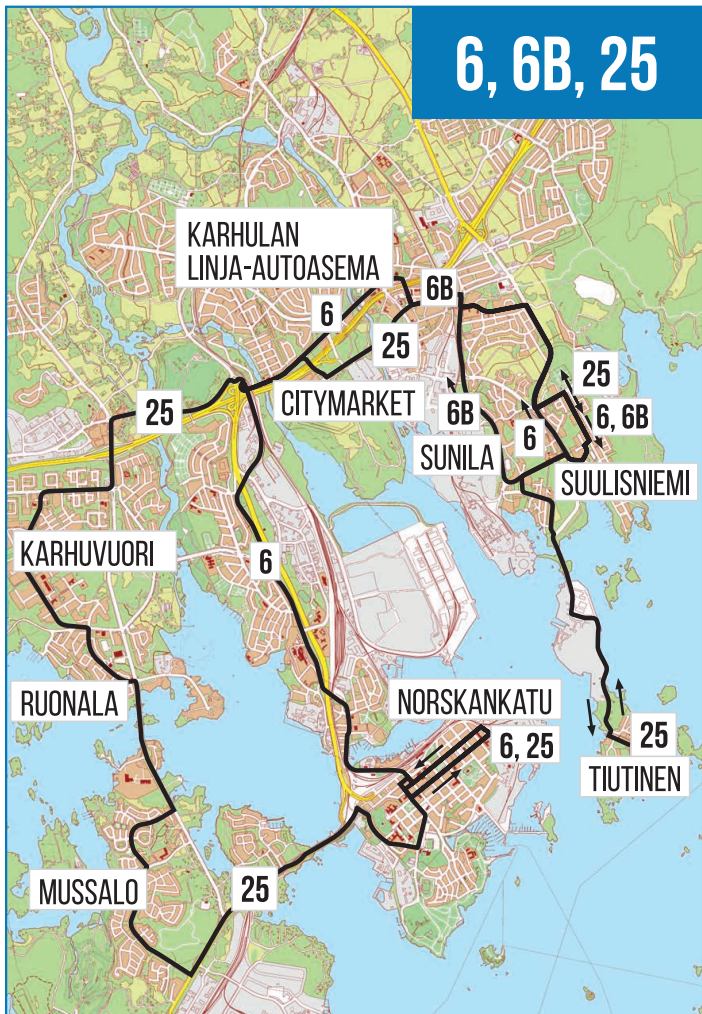 6, 6B, 25
KARHULAN
LINJA-AUTOASEMA
6
6B
25
25
CITYMARKET
25
6, 6B
6B
6
SUNILA
SUULISNIEMI
KARHUVUORI
6
RUONALA
NORSKANKATU
6, 25
25
TIUTINEN
MUSSALO
25